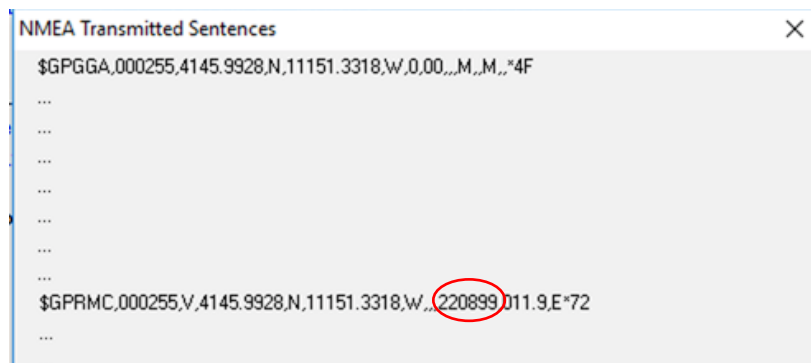 NMEA Transmitted Sentences
$GPGGA,000255,4145.9928,N,11151.3318,W,0,00,,,M,,M,,*4F
...
...
...
...
...
...
...
$GPRMC,000255,V,4145.9928,N,11151.3318,W,,,220899,011.9,E*72
...